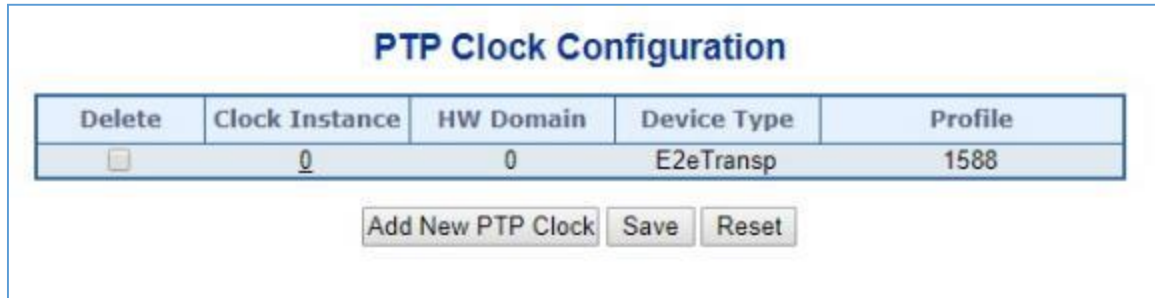 PTP Clock Configuration
Delete Clock Instance HW Domain Device Type Profile
0 0 E2eTransp 1588
Add New PTP Clock Save Reset